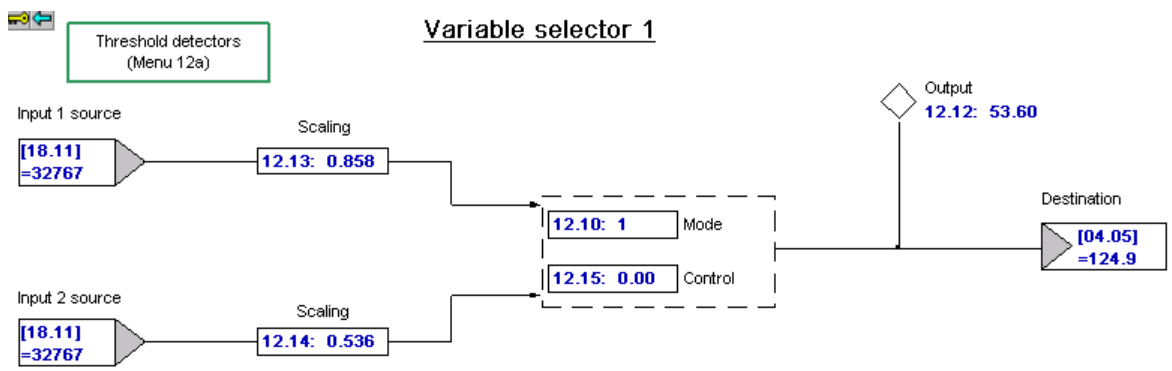 Variable selector 1
Threshold detectors
(Menu 12a)
Output
12.12: 53.60
Input 1 source
[18.11]
=32767
Scaling
12.13: 0.858
12.10: 1 Mode
12.15: 0.00 Control
Destination
[04.05]
=124.9
Input 2 source
[18.11]
=32767
Scaling
12.14: 0.536